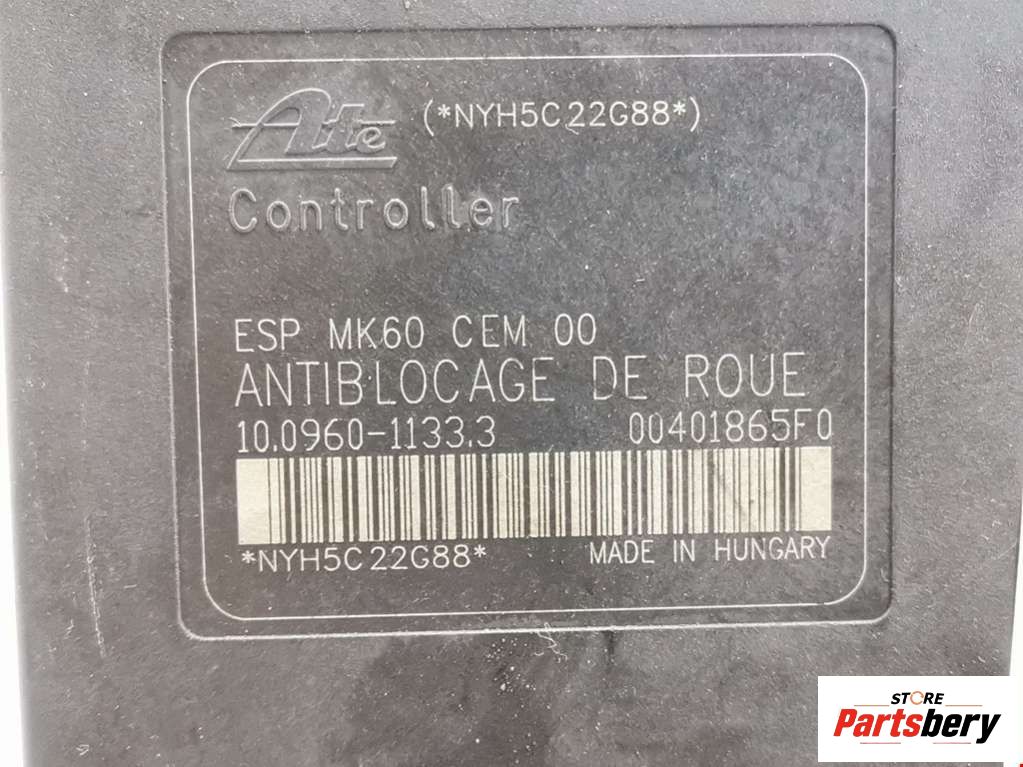 Ate (*NYH5C22G88*)
Controller
ESP MK60 CEM 00
ANTIBLOCAGE DE ROUE
10.0960-1133.3 00401865F0
*NYH5C22G88* MADE IN HUNGARY
STORE
Partsbery